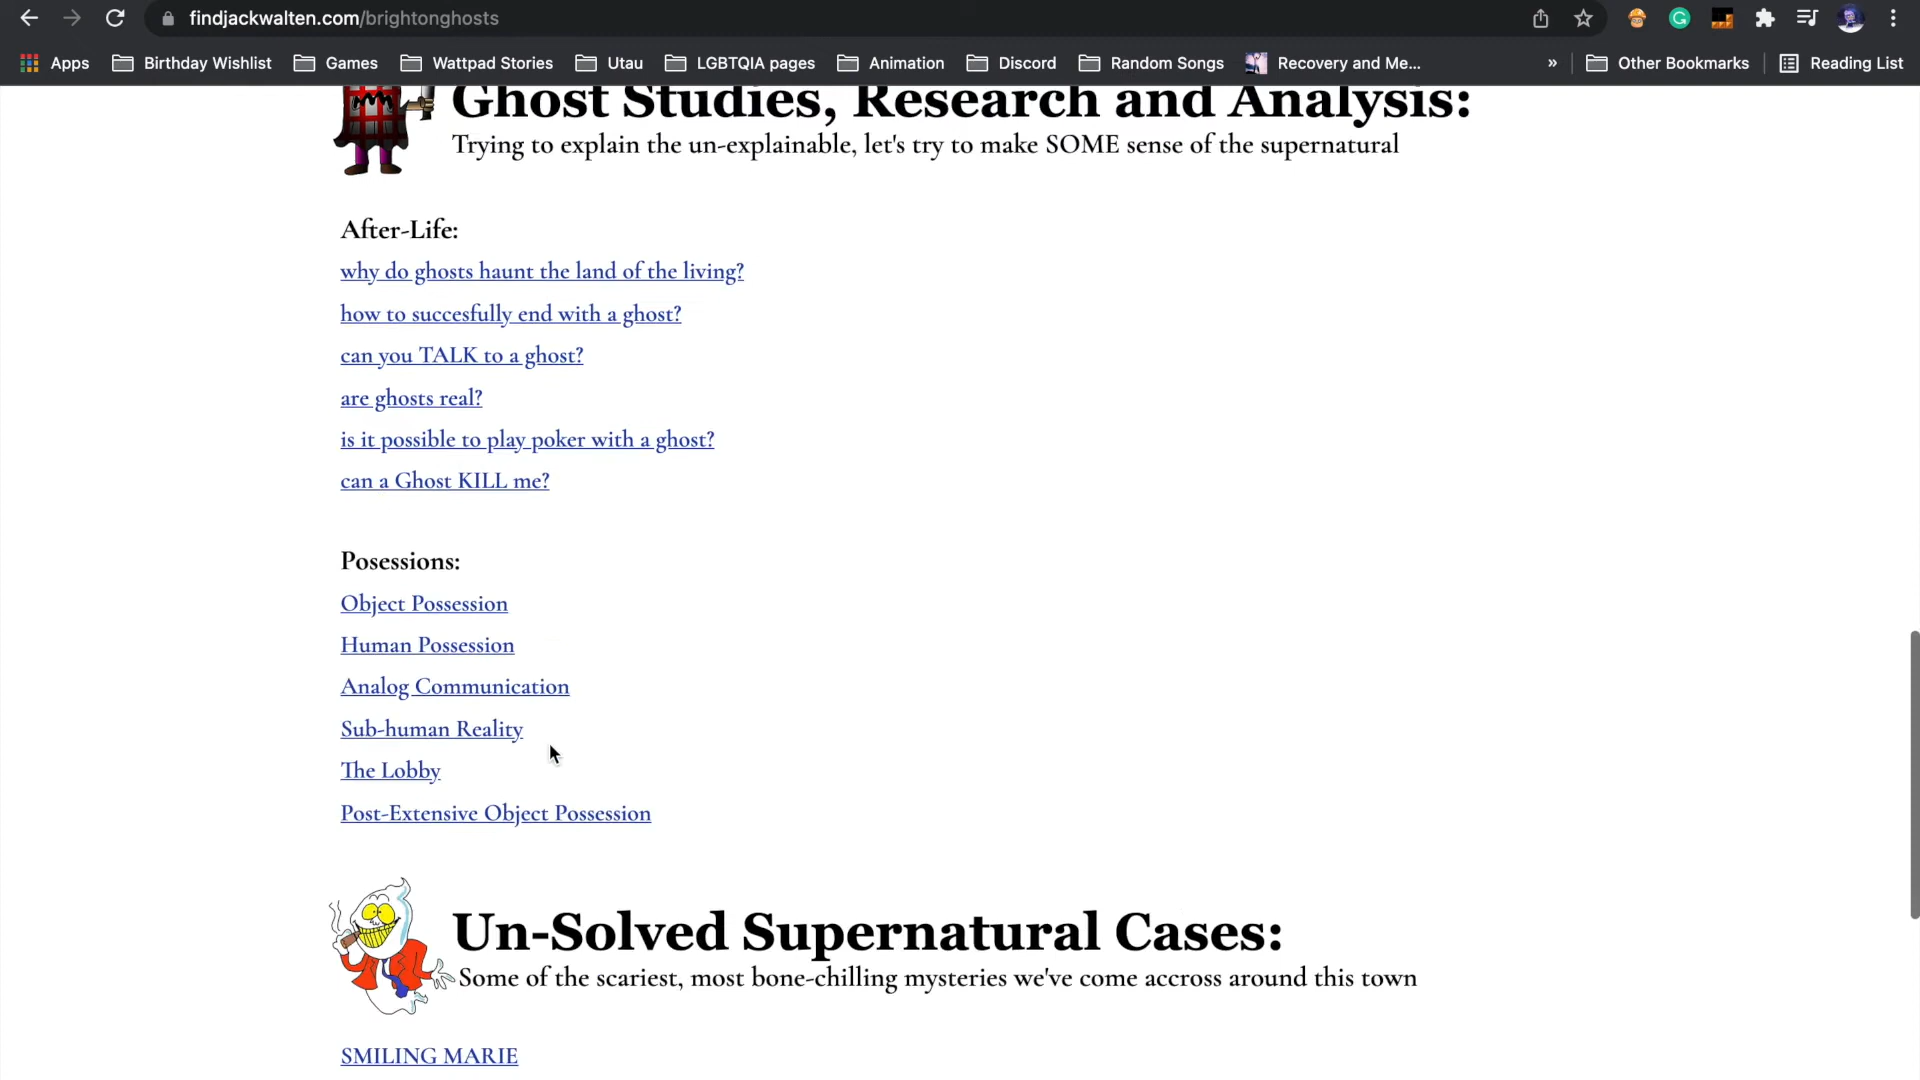 findjackwalten.com/brightonghosts
Apps Birthday Wishlist Games Wattpad Stories Utau LGBTQIA pages Animation Discord Random Songs Recovery and Me... » Other Bookmarks Reading List
Ghost Studies, Research and Analysis:
Trying to explain the un-explainable, let's try to make SOME sense of the supernatural
After-Life:
why do ghosts haunt the land of the living?
how to succesfully end with a ghost?
can you TALK to a ghost?
are ghosts real?
is it possible to play poker with a ghost?
can a Ghost KILL me?
Posessions:
Object Possession
Human Possession
Analog Communication
Sub-human Reality
The Lobby
Post-Extensive Object Possession
Un-Solved Supernatural Cases:
Some of the scariest, most bone-chilling mysteries we've come accross around this town
SMILING MARIE